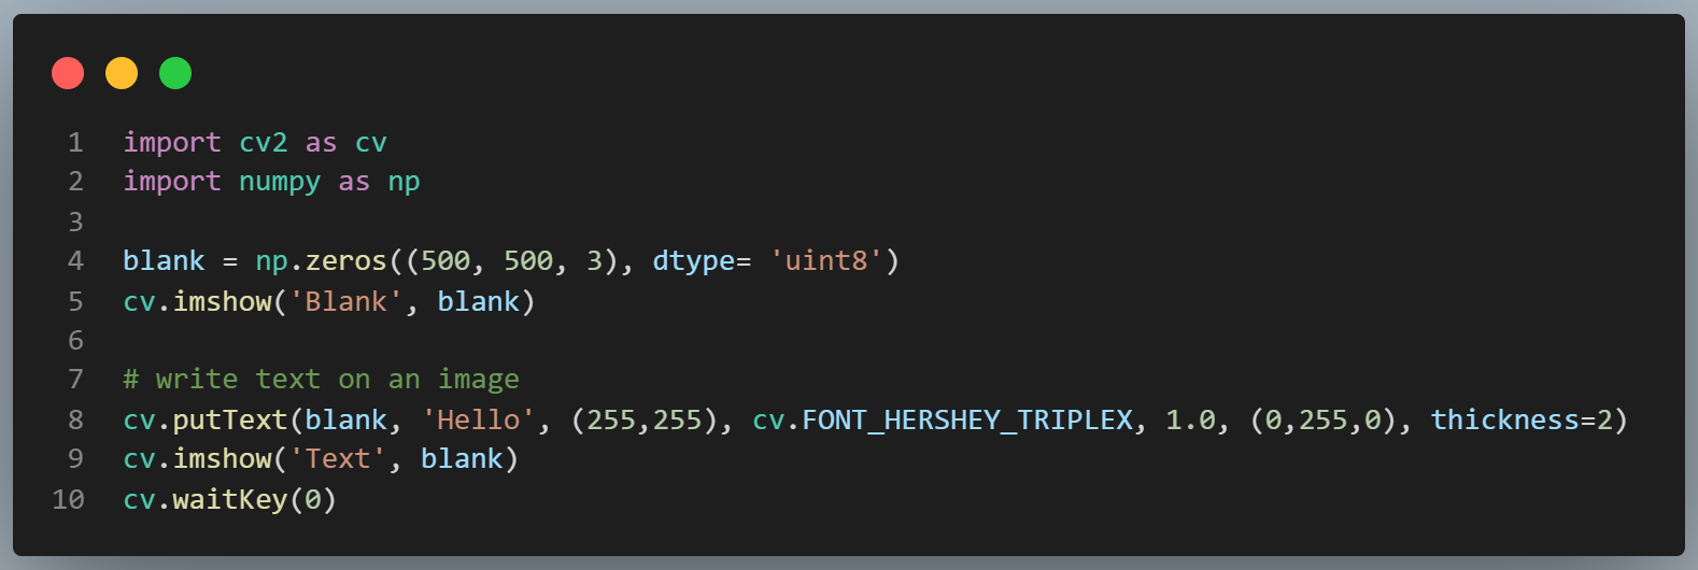 1 import cv2 as cv
2 import numpy as np
3
4 blank = np.zeros((500, 500, 3), dtype= 'uint8')
5 cv.imshow('Blank', blank)
6
7 # write text on an image
8 cv.putText(blank, 'Hello', (255,255), cv.FONT_HERSHEY_TRIPLEX, 1.0, (0,255,0), thickness=2)
9 cv.imshow('Text', blank)
10 cv.waitKey(0)